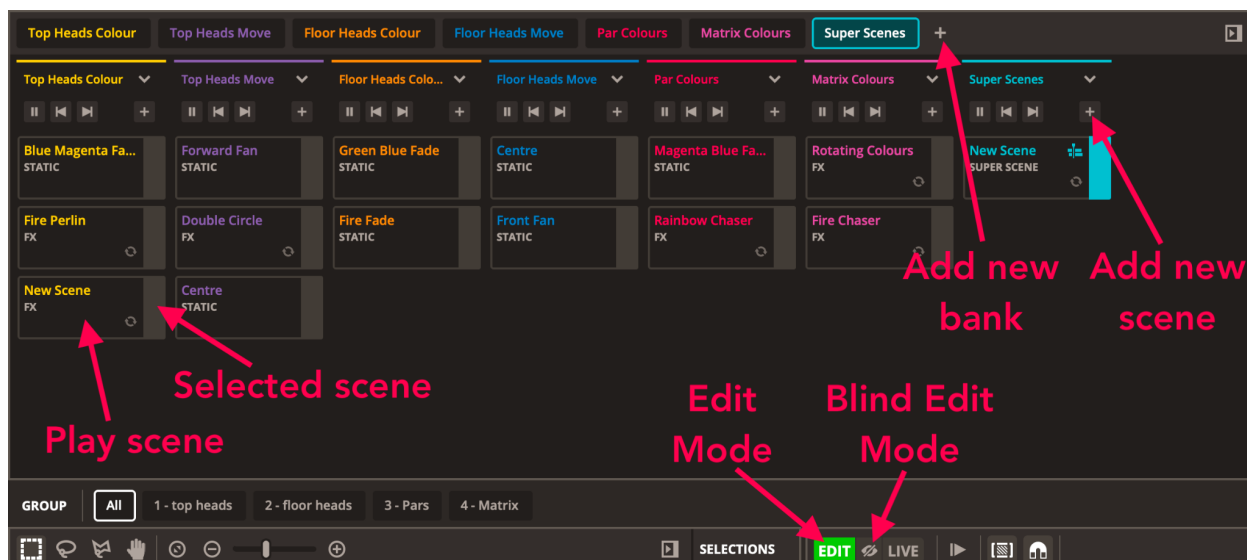 Top Heads Colour Top Heads Move Floor Heads Colour Floor Heads Move Par Colours Matrix Colours Super Scenes +
Top Heads Colour Top Heads Move Floor Heads Colo... Floor Heads Move Par Colours Matrix Colours Super Scenes
Blue Magenta Fa... Forward Fan Green Blue Fade Centre Magenta Blue Fa... Rotating Colours New Scene
STATIC STATIC STATIC STATIC STATIC FX SUPER SCENE
Fire Perlin Double Circle Fire Fade Front Fan Rainbow Chaser Fire Chaser
FX FX STATIC STATIC FX FX
New Scene Centre
FX STATIC
Add new bank
Add new scene
Selected scene
Play scene
Edit Mode
Blind Edit Mode
GROUP All 1 - top heads 2 - floor heads 3 - Pars 4 - Matrix
SELECTIONS EDIT LIVE